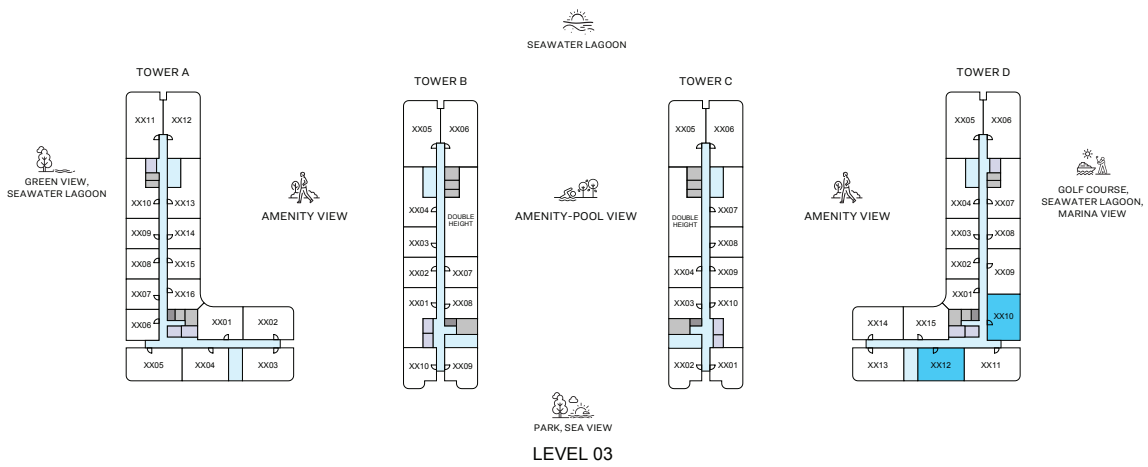 SEAWATER LAGOON
TOWER A
TOWER B
TOWER C
TOWER D
XX11 XX12
XX10 XX13
XX09 XX14
XX08 XX15
XX07 XX16
XX06 XX01 XX02
XX05 XX04 XX03
XX05 XX06
XX04 DOUBLE
HEIGHT
XX03
XX02 XX07
XX01 XX08
XX10 XX09
XX05 XX06
XX07
DOUBLE
HEIGHT
XX08
XX04 XX09
XX03 XX10
XX02 XX01
XX05 XX06
XX04 XX07
XX03 XX08
XX02 XX09
XX01
XX10
XX14 XX15
XX13 XX12 XX11
GREEN VIEW,
SEAWATER LAGOON
AMENITY VIEW
AMENITY-POOL VIEW
AMENITY VIEW
GOLF COURSE,
SEAWATER LAGOON,
MARINA VIEW
PARK, SEA VIEW
LEVEL 03